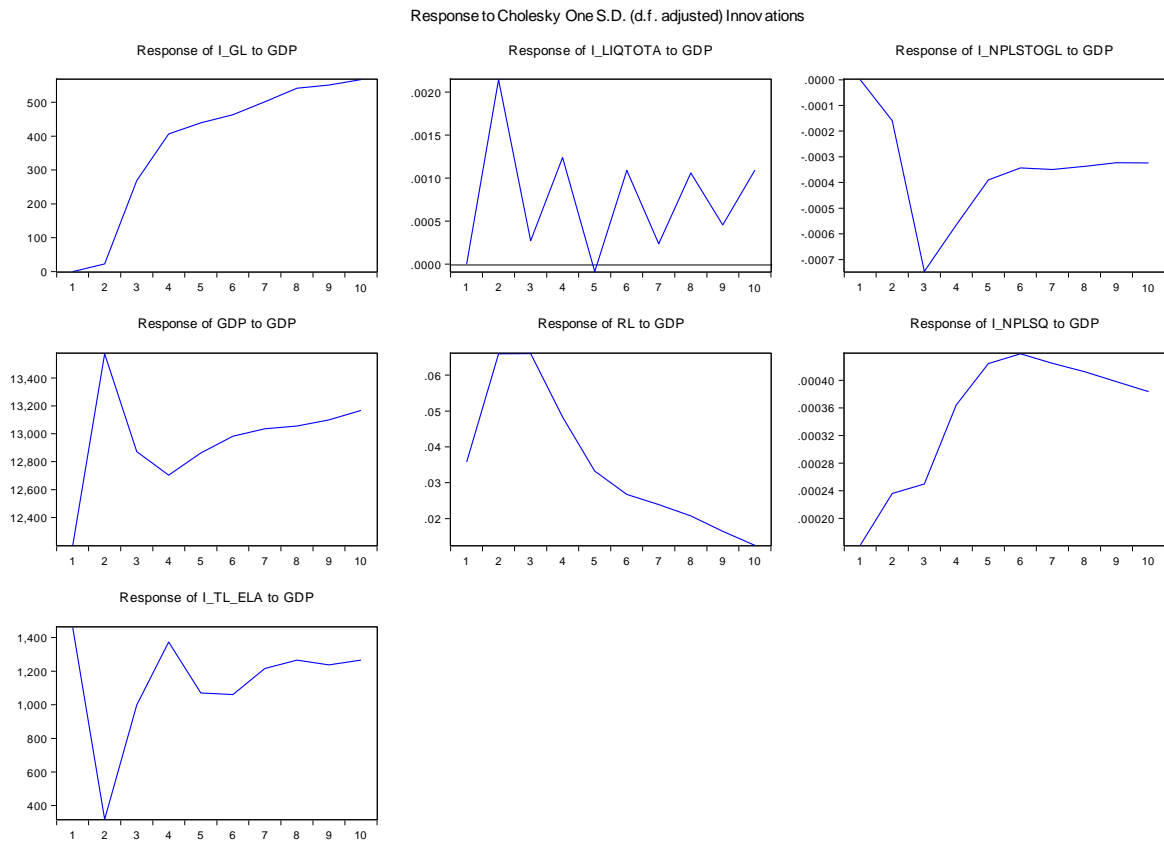 Response to Cholesky One S.D. (d.f. adjusted) Innovations
Response of I_GL to GDP
500
400
300
200
100
0
1 2 3 4 5 6 7 8 9 10
Response of I_LIQTOTA to GDP
.0020
.0015
.0010
.0005
.0000
1 2 3 4 5 6 7 8 9 10
Response of I_NPLSTOGL to GDP
.0000
-.0001
-.0002
-.0003
-.0004
-.0005
-.0006
-.0007
1 2 3 4 5 6 7 8 9 10
Response of GDP to GDP
13,400
13,200
13,000
12,800
12,600
12,400
1 2 3 4 5 6 7 8 9 10
Response of RL to GDP
.06
.05
.04
.03
.02
1 2 3 4 5 6 7 8 9 10
Response of I_NPLSQ to GDP
.00040
.00036
.00032
.00028
.00024
.00020
1 2 3 4 5 6 7 8 9 10
Response of I_TL_ELA to GDP
1,400
1,200
1,000
800
600
400
1 2 3 4 5 6 7 8 9 10